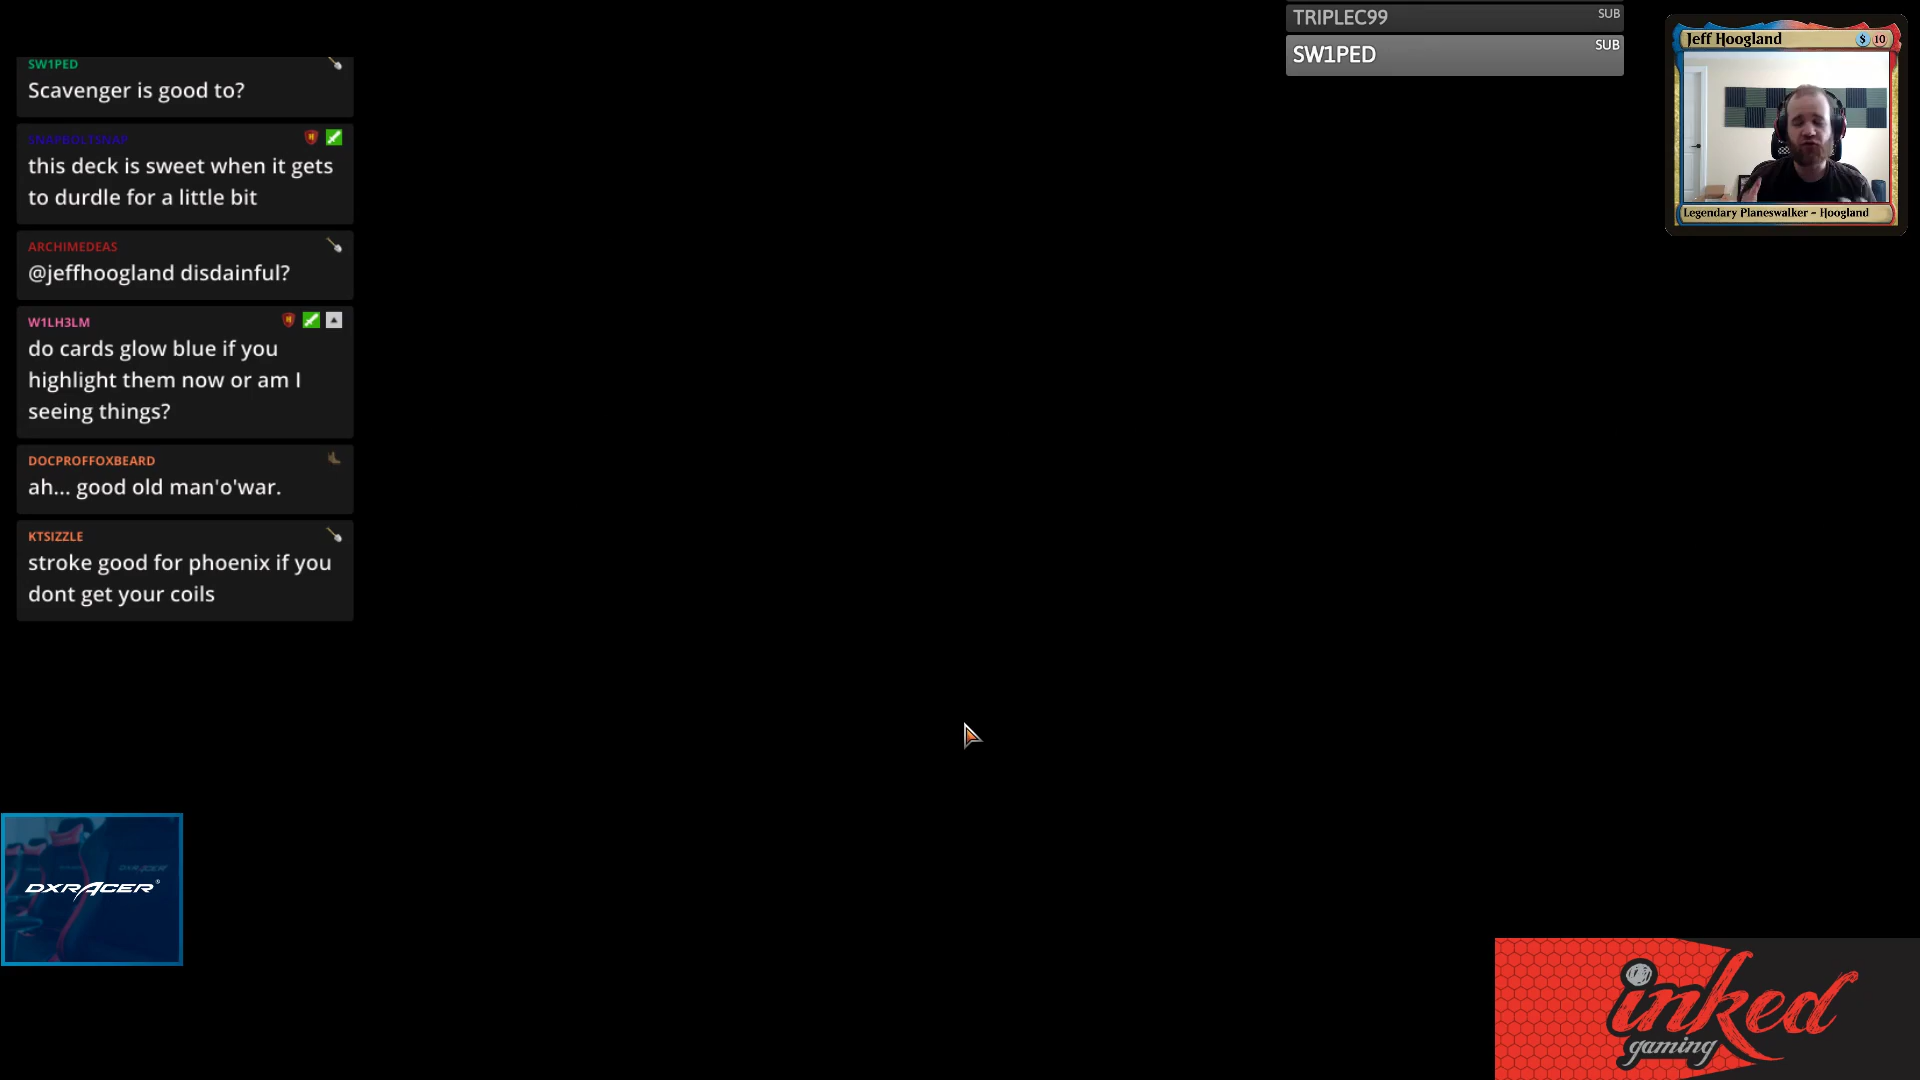 SW1PED
Scavenger is good to?
SNAPBOLTSNAP
this deck is sweet when it gets
to durdle for a little bit
ARCHIMEDEAS
@jeffhoogland disdainful?
W1LH3LM
do cards glow blue if you
highlight them now or am I
seeing things?
DOCPROFFOXBEARD
ah... good old man'o'war.
KTSIZZLE
stroke good for phoenix if you
dont get your coils
DXRACER®
TRIPLEC99 SUB
SW1PED SUB
Jeff Hoogland $ 10
Legendary Planeswalker - Hoogland
inked
gaming